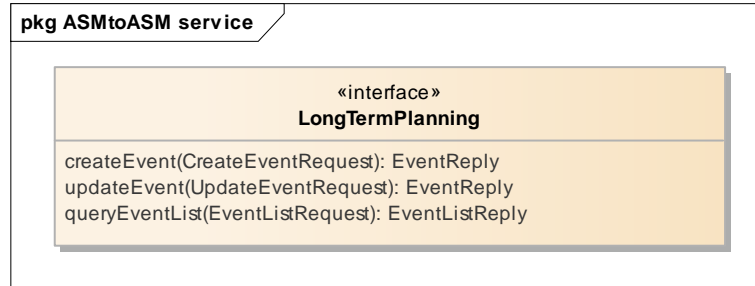 pkg ASMtoASM service
«interface»
LongTermPlanning
createEvent(CreateEventRequest): EventReply
updateEvent(UpdateEventRequest): EventReply
queryEventList(EventListRequest): EventListReply